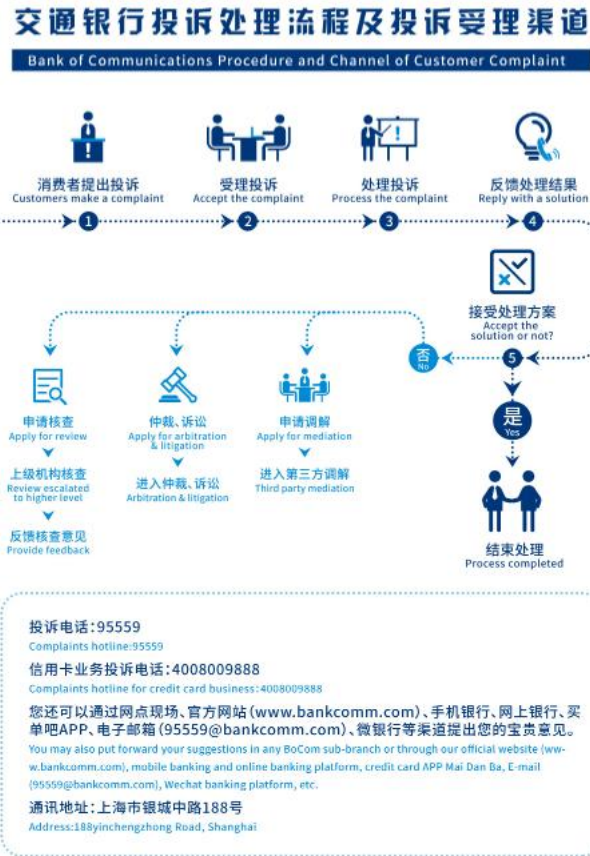 交通银行投诉处理流程及投诉受理渠道
Bank of Communications Procedure and Channel of Customer Complaint
消费者提出投诉
Customers make a complaint
受理投诉
Accept the complaint
处理投诉
Process the complaint
反馈处理结果
Reply with a solution
1
2
3
4
接受处理方案
Accept the
solution or not?
5
否
No
是
Yes
结束处理
Process completed
申请核查
Apply for review
上级机构核查
Review escalated
to higher level
反馈核查意见
Provide feedback
仲裁、诉讼
Apply for arbitration
& litigation
进入仲裁、诉讼
Arbitration & litigation
申请调解
Apply for mediation
进入第三方调解
Third party mediation
投诉电话:95559
Complaints hotline:95559
信用卡业务投诉电话:4008009888
Complaints hotline for credit card business:4008009888
您还可以通过网点现场、官方网站(www.bankcomm.com)、手机银行、网上银行、买
单吧APP、电子邮箱(95559@bankcomm.com)、微银行等渠道提出您的宝贵意见。
You may also put forward your suggestions in any BoCom sub-branch or through our official website (ww-
w.bankcomm.com), mobile banking and online banking platform, credit card APP Mai Dan Ba, E-mail
(95559@bankcomm.com), Wechat banking platform, etc.
通讯地址:上海市银城中路188号
Address:188yinchengzhong Road, Shanghai